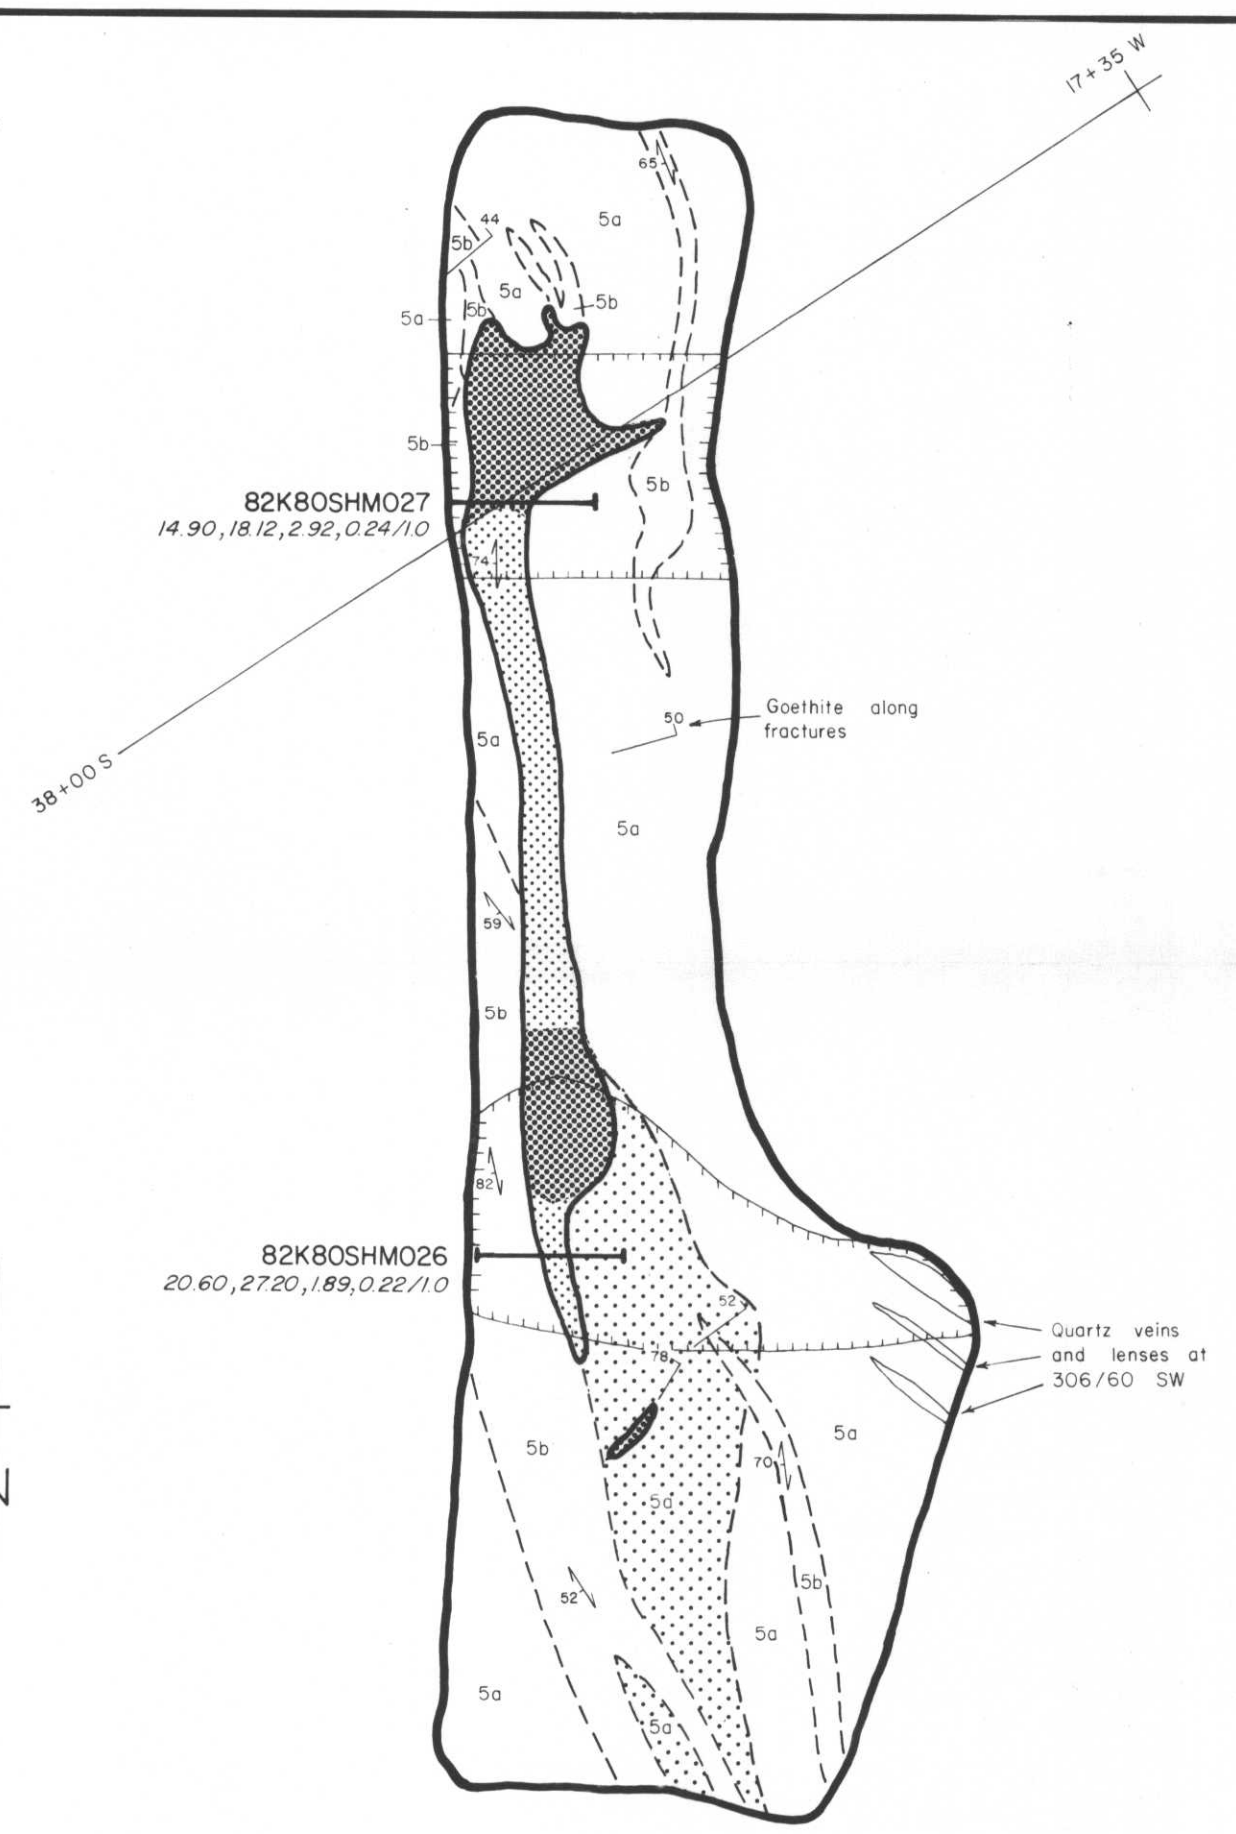 17+35 W
65
44
5a
5b
5a
5b
5b
5a
5b
5b
82K80SHM027
14.90, 18.12, 2.92, 0.24/1.0
74
50
Goethite along
fractures
5a
38+00 S
5a
59
5b
82
82K80SHM026
20.60, 27.20, 1.89, 0.22/1.0
52
Quartz veins
and lenses at
306/60 SW
78
5a
5b
70
5a
5b
52
5a
5a
5a
N